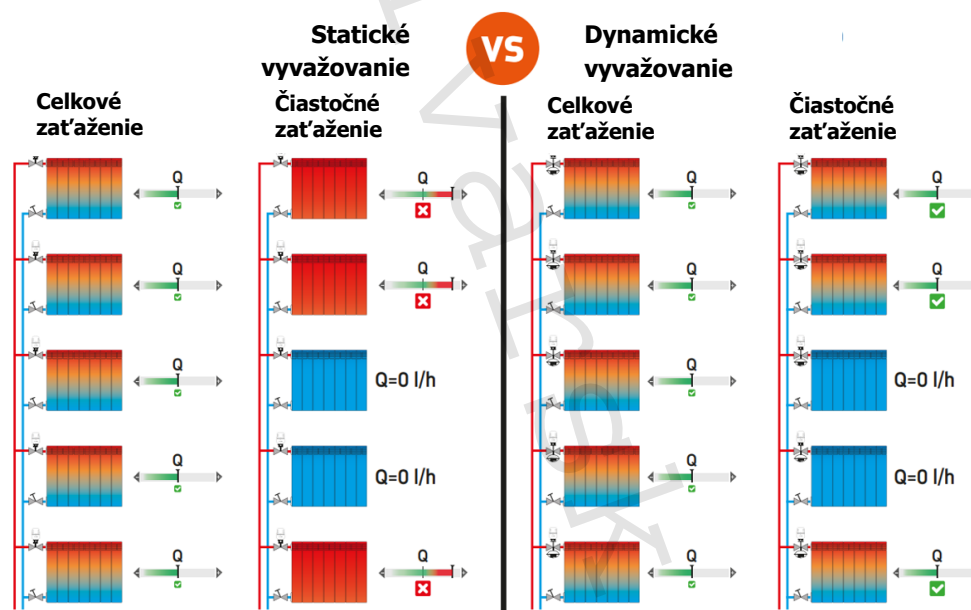 Statické
vyvažovanie
VS
Dynamické
vyvažovanie
Celkové
zaťaženie
Čiastočné
zaťaženie
Celkové
zaťaženie
Čiastočné
zaťaženie
Q
Q
Q
Q
Q
Q
Q
Q
Q=0 l/h
Q
Q=0 l/h
Q
Q=0 l/h
Q
Q=0 l/h
Q
Q
Q
Q